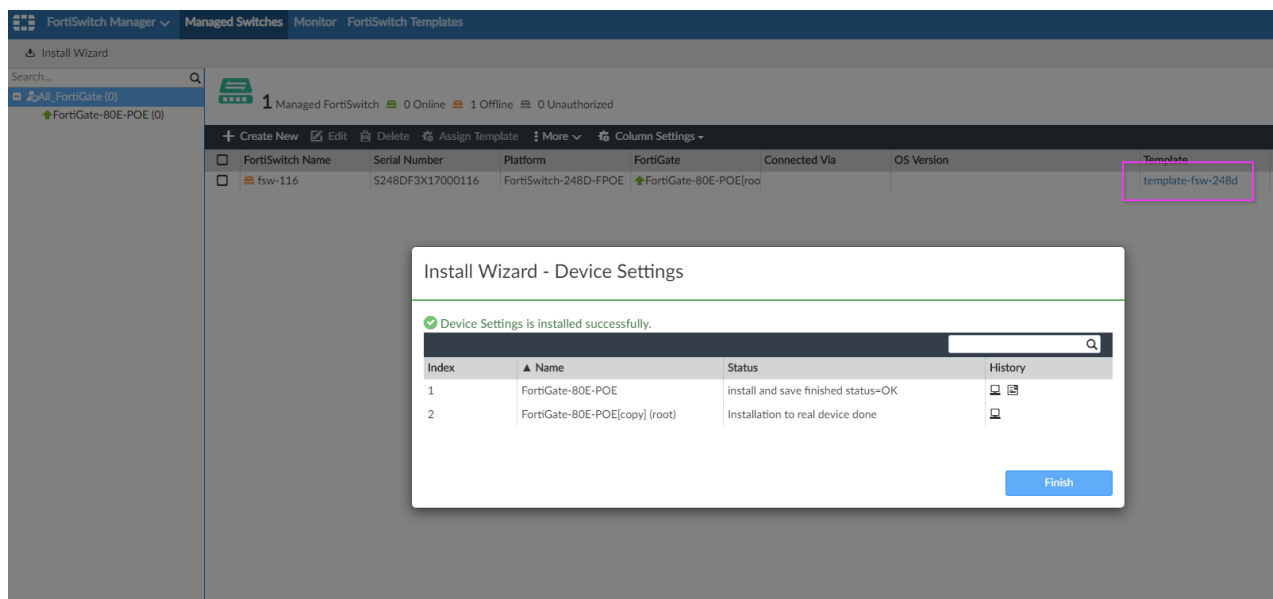 FortiSwitch Manager Managed Switches Monitor FortiSwitch Templates
Install Wizard
Search...
All_FortiGate (0)
FortiGate-80E-POE (0)
1 Managed FortiSwitch 0 Online 1 Offline 0 Unauthorized
Create New Edit Delete Assign Template More Column Settings
FortiSwitch Name Serial Number Platform FortiGate Connected Via OS Version Template
fsw-116 S248DF3X17000116 FortiSwitch-248D-FPOE FortiGate-80E-POE[roo template-fsw-248d
Install Wizard - Device Settings
Device Settings is installed successfully.
Index ▲ Name Status History
1 FortiGate-80E-POE install and save finished status=OK
2 FortiGate-80E-POE[copy] (root) Installation to real device done
Finish